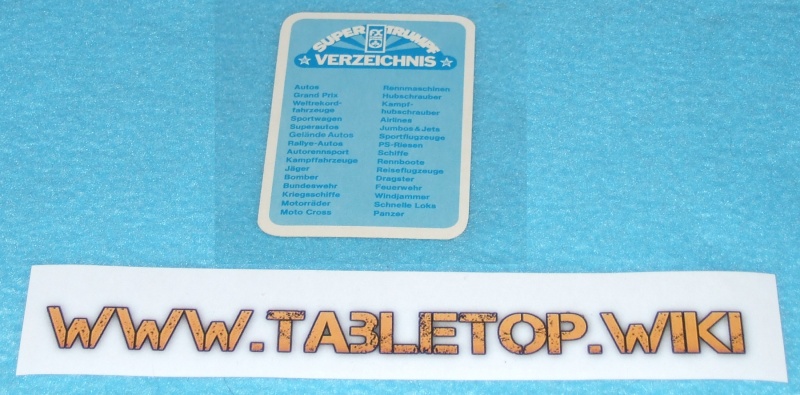 SUPER TRUMPF
FX
VERZEICHNIS
Autos
Grand Prix
Weltrekord-
fahrzeuge
Sportwagen
Superautos
Gelände Autos
Rallye-Autos
Autorennsport
Kampffahrzeuge
Jäger
Bomber
Bundeswehr
Kriegsschiffe
Motorräder
Moto Cross
Rennmaschinen
Hubschrauber
Kampf-
hubschrauber
Airlines
Jumbos & Jets
Sportflugzeuge
PS-Riesen
Schiffe
Rennboote
Reiseflugzeuge
Dragster
Feuerwehr
Windjammer
Schnelle Loks
Panzer
WWW.TABLETOP.WIKI